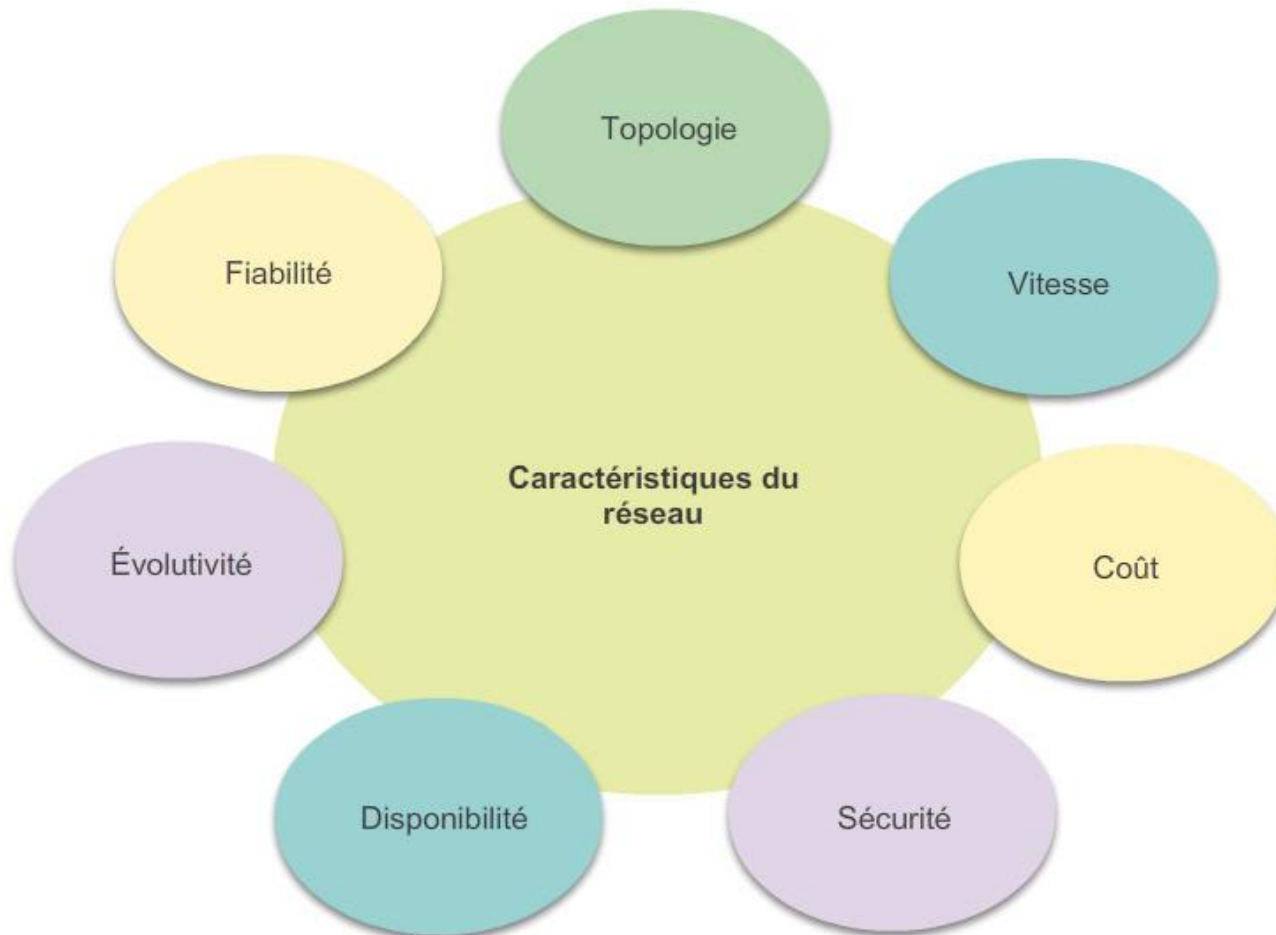 Topologie
Fiabilité
Vitesse
Caractéristiques du
réseau
Évolutivité
Coût
Disponibilité
Sécurité